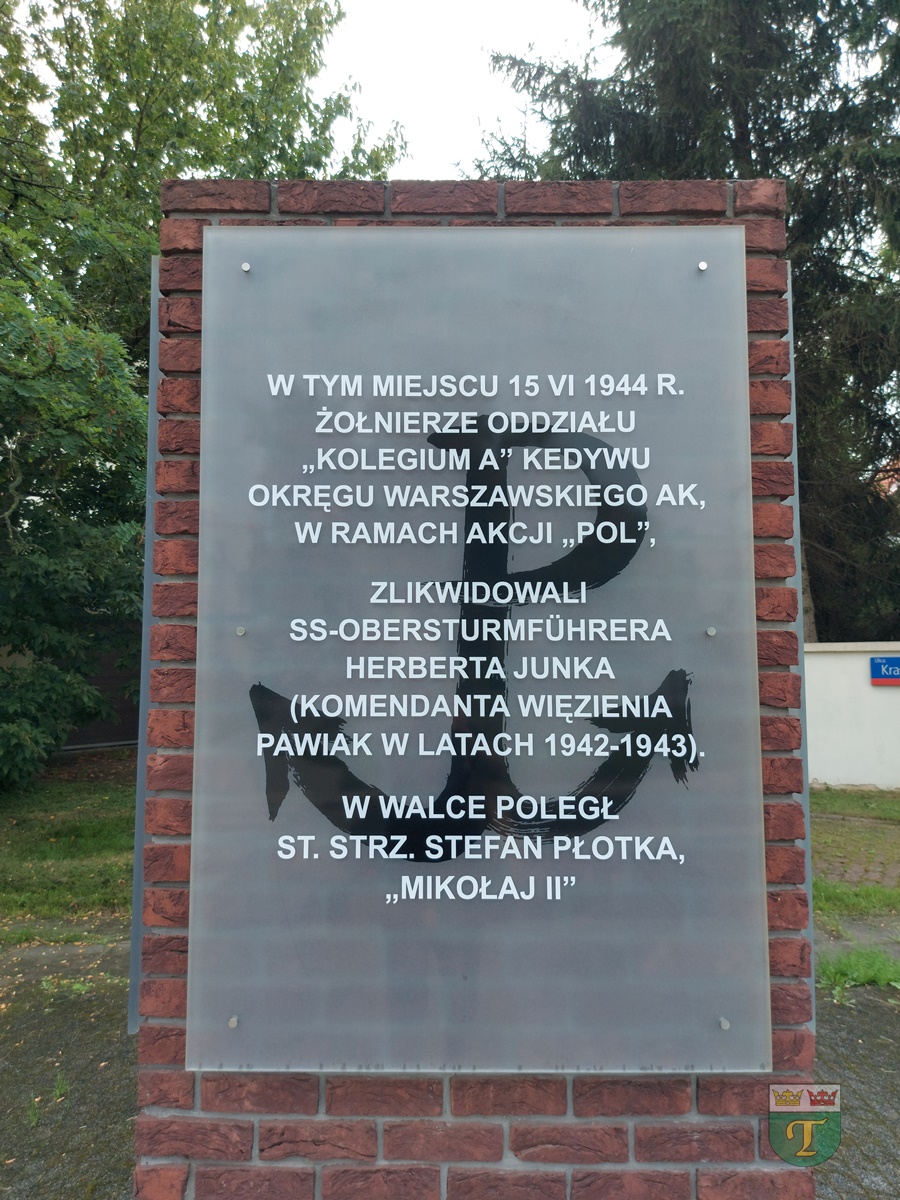 W TYM MIEJSCU 15 VI 1944 R.
ŻOŁNIERZE ODDZIAŁU
„KOLEGIUM A” KEDYWU
OKRĘGU WARSZAWSKIEGO AK,
W RAMACH AKCJI „POL”,
ZLIKWIDOWALI
SS-OBERSTURMFÜHRERA
HERBERTA JUNKA
(KOMENDANTA WIĘZIENIA
PAWIAK W LATACH 1942-1943).
W WALCE POLEGŁ
ST. STRZ. STEFAN PŁOTKA,
„MIKOŁAJ II”
T